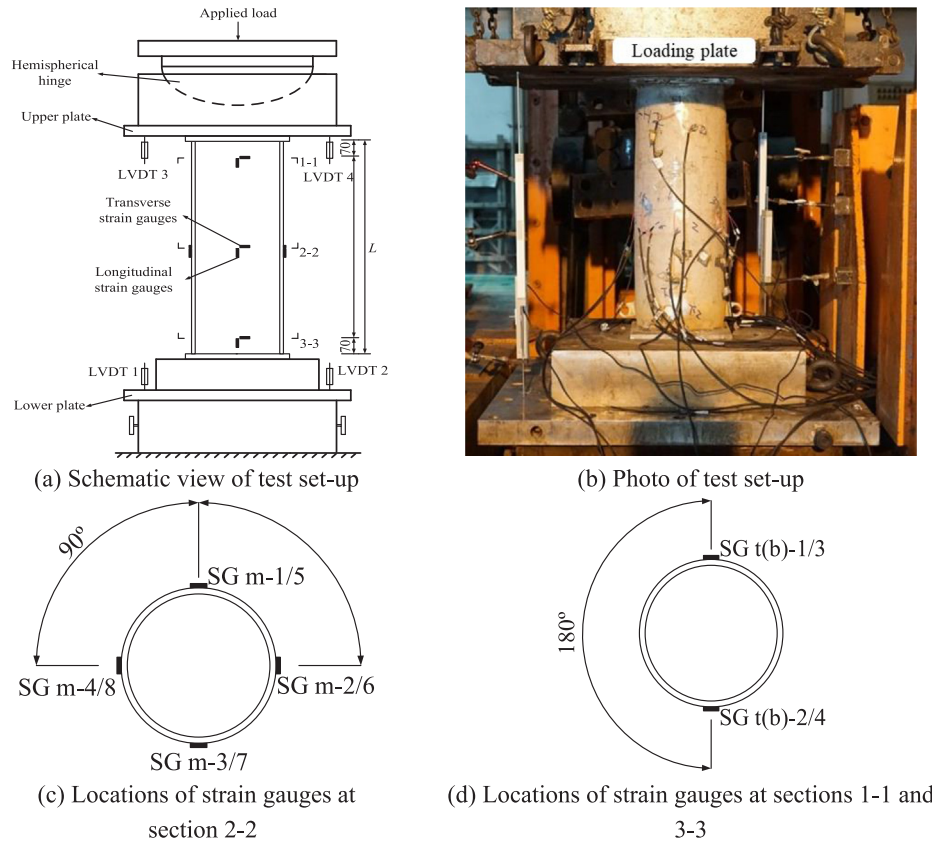 Applied load
Hemispherical
hinge
Upper plate
LVDT 3
LVDT 4
70
1-1
Transverse
strain gauges
2-2
L
Longitudinal
strain gauges
3-3
70
LVDT 1
LVDT 2
Lower plate
Loading plate
(a) Schematic view of test set-up
(b) Photo of test set-up
90°
SG m-1/5
SG m-4/8
SG m-2/6
SG m-3/7
180°
SG t(b)-1/3
SG t(b)-2/4
(c) Locations of strain gauges at
section 2-2
(d) Locations of strain gauges at sections 1-1 and
3-3